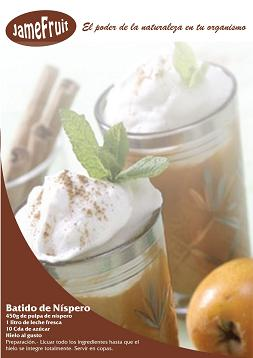 JameFruit
El poder de la naturaleza en tu organismo
Batido de Níspero
450g de pulpa de níspero
1 litro de leche fresca
10 Cda de azúcar
Hielo al gusto
Preparación.- Licuar todo los ingredientes hasta que el
hielo se integre totalmente. Servir en copas.